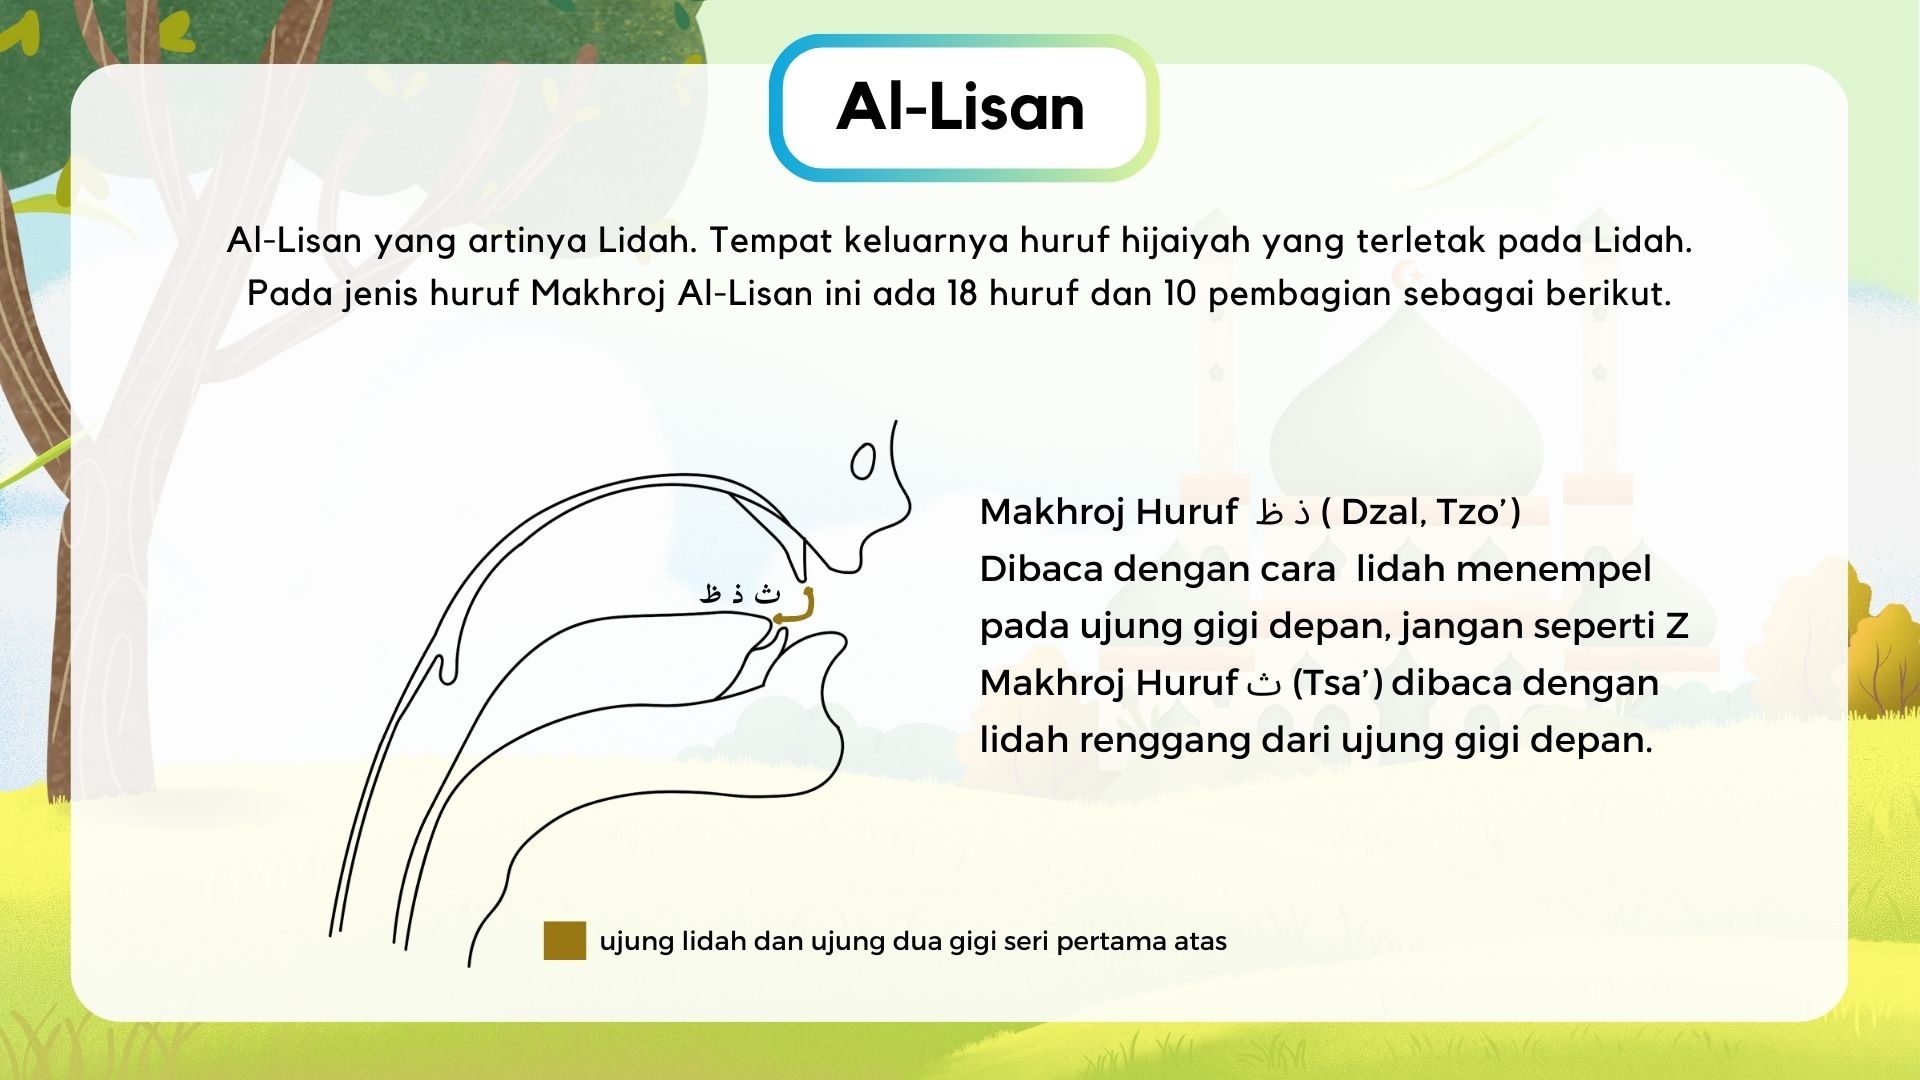 Al-Lisan
Al-Lisan yang artinya Lidah. Tempat keluarnya huruf hijaiyah yang terletak pada Lidah.
Pada jenis huruf Makhroj Al-Lisan ini ada 18 huruf dan 10 pembagian sebagai berikut.
ث ذ ظ
Makhroj Huruf ذ ظ ( Dzal, Tzo’)
Dibaca dengan cara lidah menempel
pada ujung gigi depan, jangan seperti Z
Makhroj Huruf ث (Tsa’) dibaca dengan
lidah renggang dari ujung gigi depan.
ujung lidah dan ujung dua gigi seri pertama atas